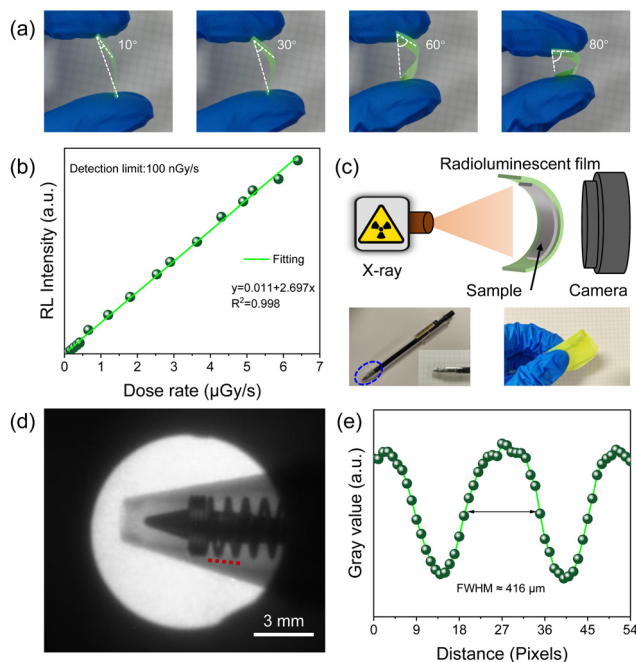 (a)
10°
30°
60°
80°
(b)
Detection limit:100 nGy/s
Fitting
y=0.011+2.697x
R²=0.998
RL Intensity (a.u.)
0 1 2 3 4 5 6 7
Dose rate (μGy/s)
(c)
Radioluminescent film
X-ray
Sample
Camera
(d)
3 mm
(e)
Gray value (a.u.)
FWHM ≈ 416 μm
0 9 18 27 36 45 54
Distance (Pixels)